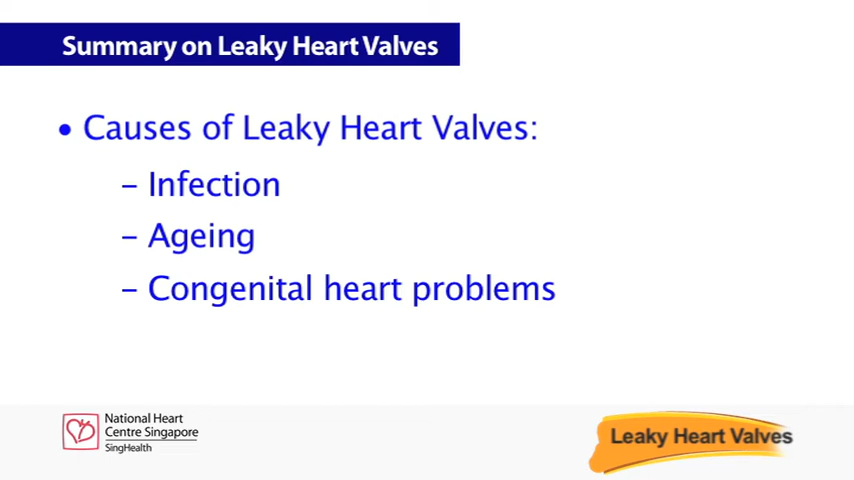 Summary on Leaky Heart Valves
• Causes of Leaky Heart Valves:
– Infection
– Ageing
– Congenital heart problems
National Heart
Centre Singapore
SingHealth
Leaky Heart Valves